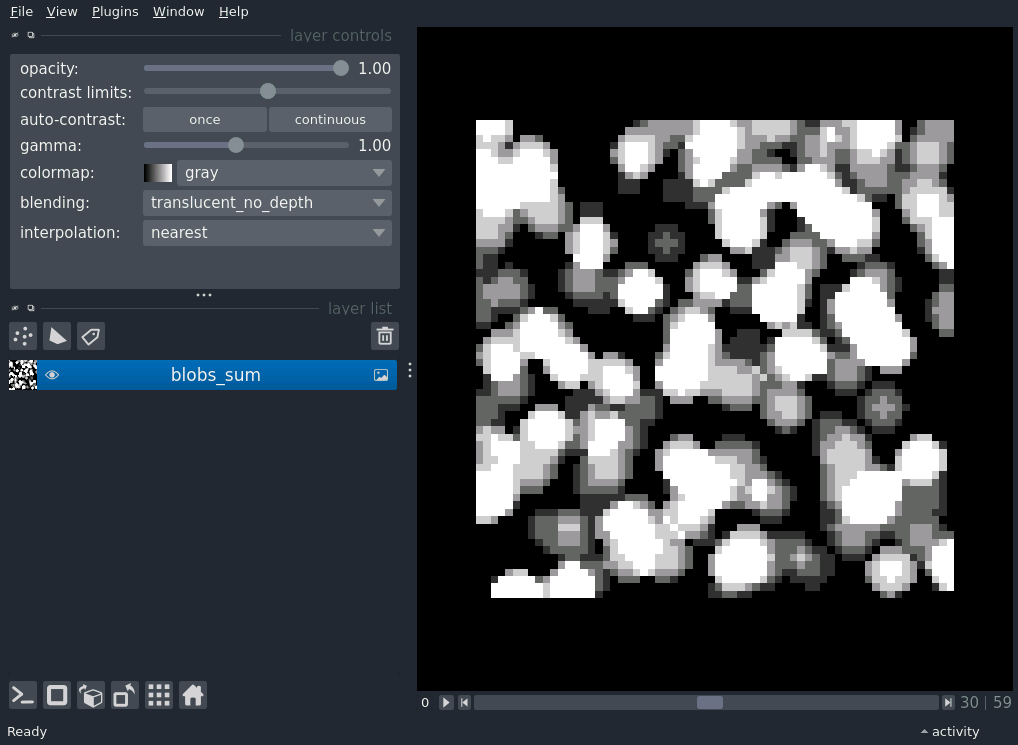 File View Plugins Window Help
layer controls
opacity: 1.00
contrast limits:
auto-contrast: once continuous
gamma: 1.00
colormap: gray
blending: translucent_no_depth
interpolation: nearest
layer list
blobs_sum
0 30 | 59
Ready activity